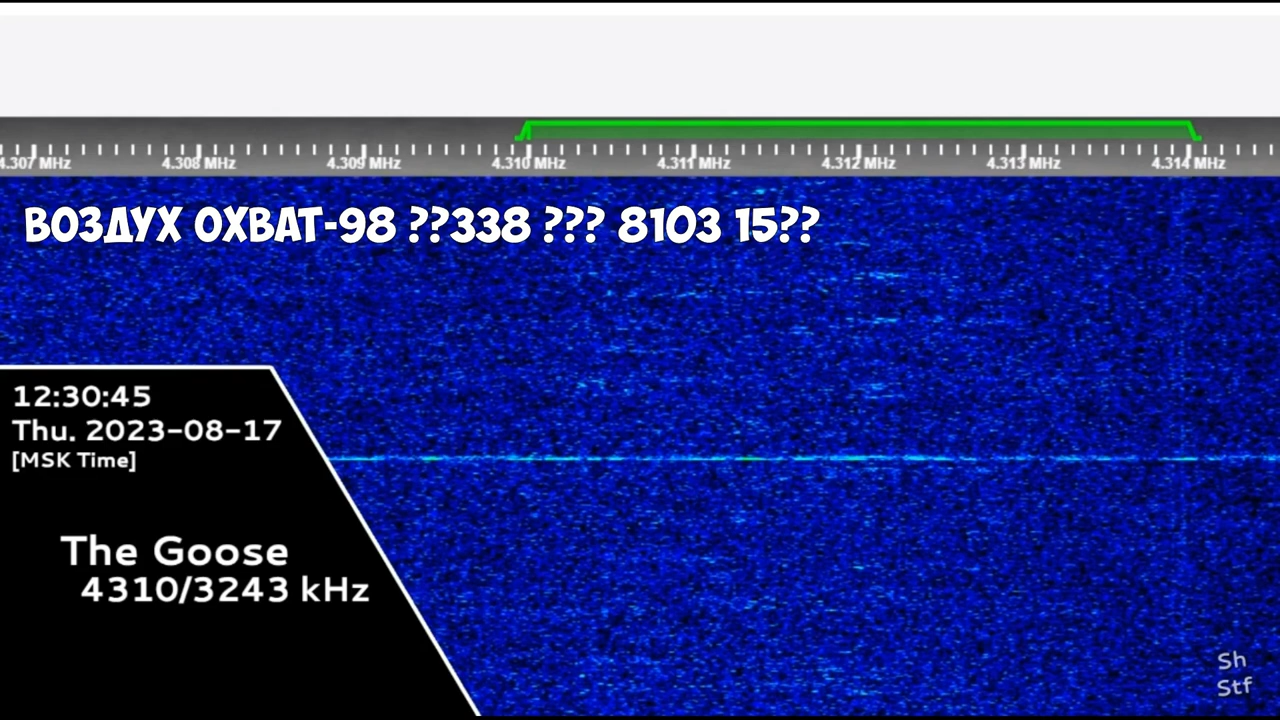 4.307 MHz 4.308 MHz 4.309 MHz 4.310 MHz 4.311 MHz 4.312 MHz 4.313 MHz 4.314 MHz
ВОЗДУХ ОХВАТ-98 ??338 ??? 8103 15??
12:30:45
Thu. 2023-08-17
[MSK Time]
The Goose
4310/3243 kHz
Sh
Stf